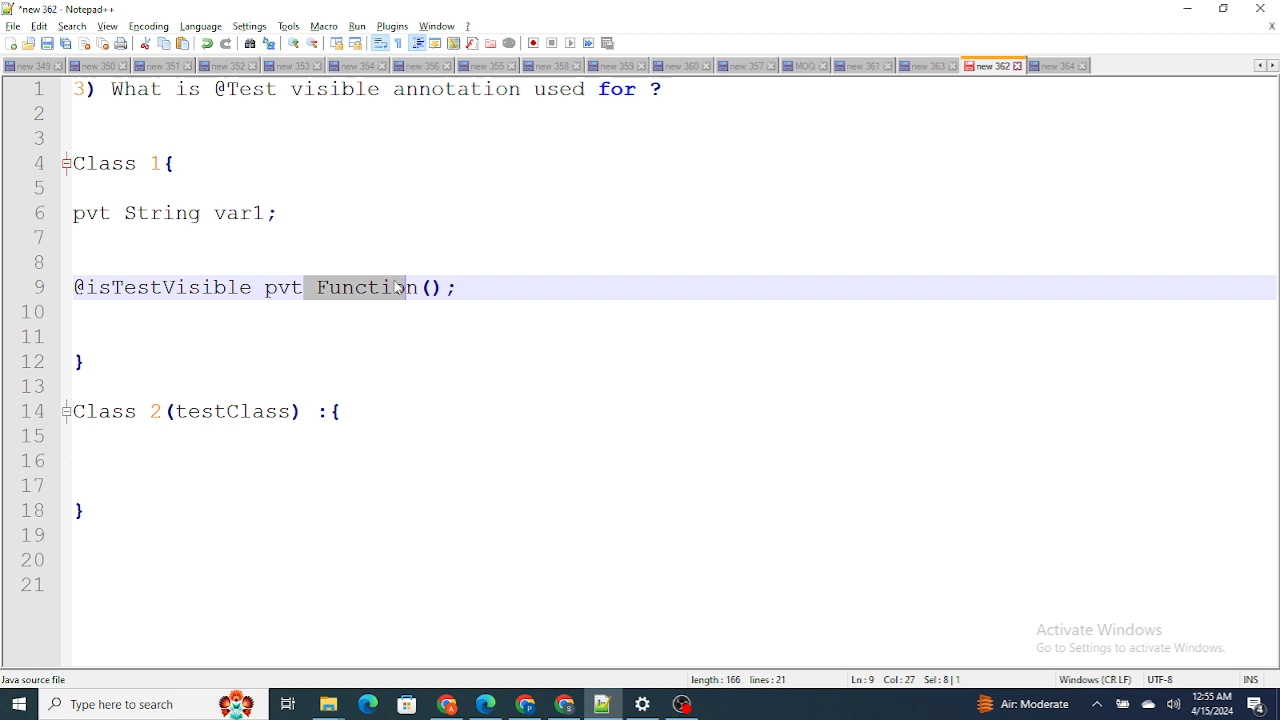 *new 362 - Notepad++
File Edit Search View Encoding Language Settings Tools Macro Run Plugins Window ?
new 349 new 350 new 351 new 352 new 353 new 354 new 356 new 355 new 358 new 359 new 360 new 357 MOQ new 361 new 363 new 362 new 364
1 3) What is @Test visible annotation used for ?
2
3
4 Class 1{
5
6 pvt String var1;
7
8
9 @isTestVisible pvt Function();
10
11
12 }
13
14 Class 2(testClass) :{
15
16
17
18 }
19
20
21
Activate Windows
Go to Settings to activate Windows.
Java source file length : 166 lines : 21 Ln : 9 Col : 27 Sel : 8 | 1 Windows (CR LF) UTF-8 INS
Type here to search Air: Moderate 12:55 AM
4/15/2024 4